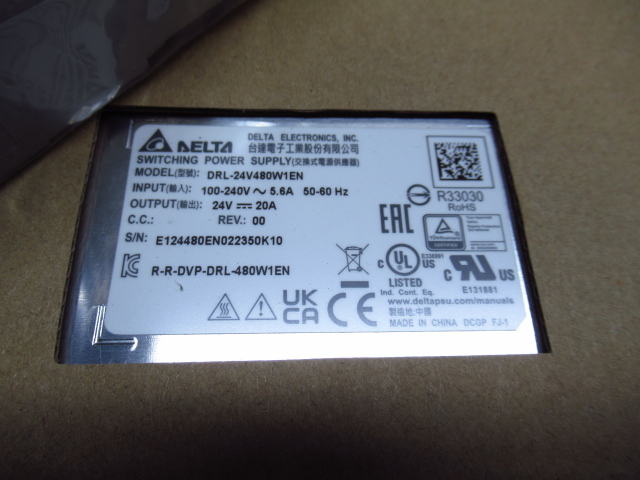 DELTA
DELTA ELECTRONICS, INC.
台達電子工業股份有限公司
SWITCHING POWER SUPPLY(交換式電源供應器)
MODEL(型號): DRL-24V480W1EN
INPUT(輸入): 100-240V ~ 5.6A 50-60 Hz
OUTPUT(輸出): 24V ⎓ 20A
C.C.: REV.: 00
S/N: E124480EN022350K10
R-R-DVP-DRL-480W1EN
R33030
RoHS
EAC
UL
C US
E338991
LISTED
Ind. Cont. Eq.
C US
E131881
www.deltapsu.com/manuals
製造地:中國
MADE IN CHINA DCGP FJ-1
UK
CA
CE